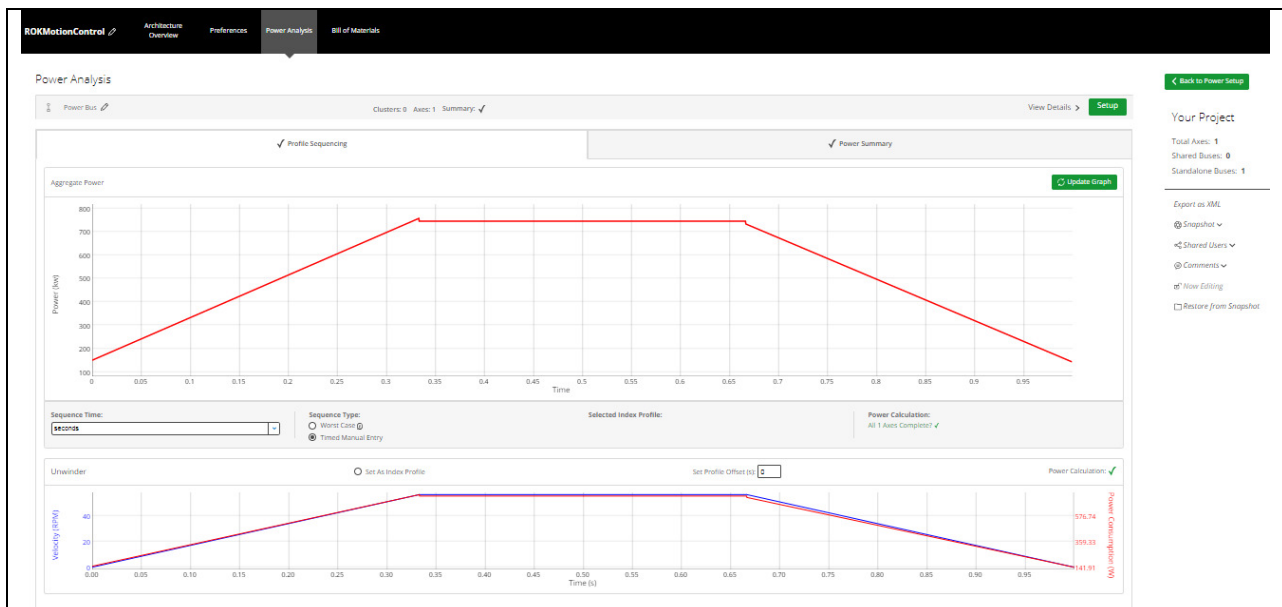 ROKMotionControl
Architecture
Overview
Preferences
Power Analysis
Bill of Materials
Power Analysis
Back to Power Setup
Power Bus
Clusters: 0 Axes: 1 Summary: ✓
View Details >
Setup
Your Project
Total Axes: 1
Shared Buses: 0
Standalone Buses: 1
✓ Profile Sequencing
✓ Power Summary
Aggregate Power
Update Graph
Export as XML
Snapshot
Shared Users
Comments
Now Editing
Restore from Snapshot
Power (kw)
800
700
600
500
400
300
200
100
0 0.05 0.1 0.15 0.2 0.25 0.3 0.35 0.4 0.45 0.5 0.55 0.6 0.65 0.7 0.75 0.8 0.85 0.9 0.95
Time
Sequence Time:
seconds
Sequence Type:
Worst Case
Timed Manual Entry
Selected Index Profile:
Power Calculation:
All 1 Axes Complete? ✓
Unwinder
Set As Index Profile
Set Profile Offset (s): 0
Power Calculation: ✓
Velocity (RPM)
40
20
0
576.74
359.33
141.91
Power Consumption (W)
0.00 0.05 0.10 0.15 0.20 0.25 0.30 0.35 0.40 0.45 0.50 0.55 0.60 0.65 0.70 0.75 0.80 0.85 0.90 0.95
Time (s)